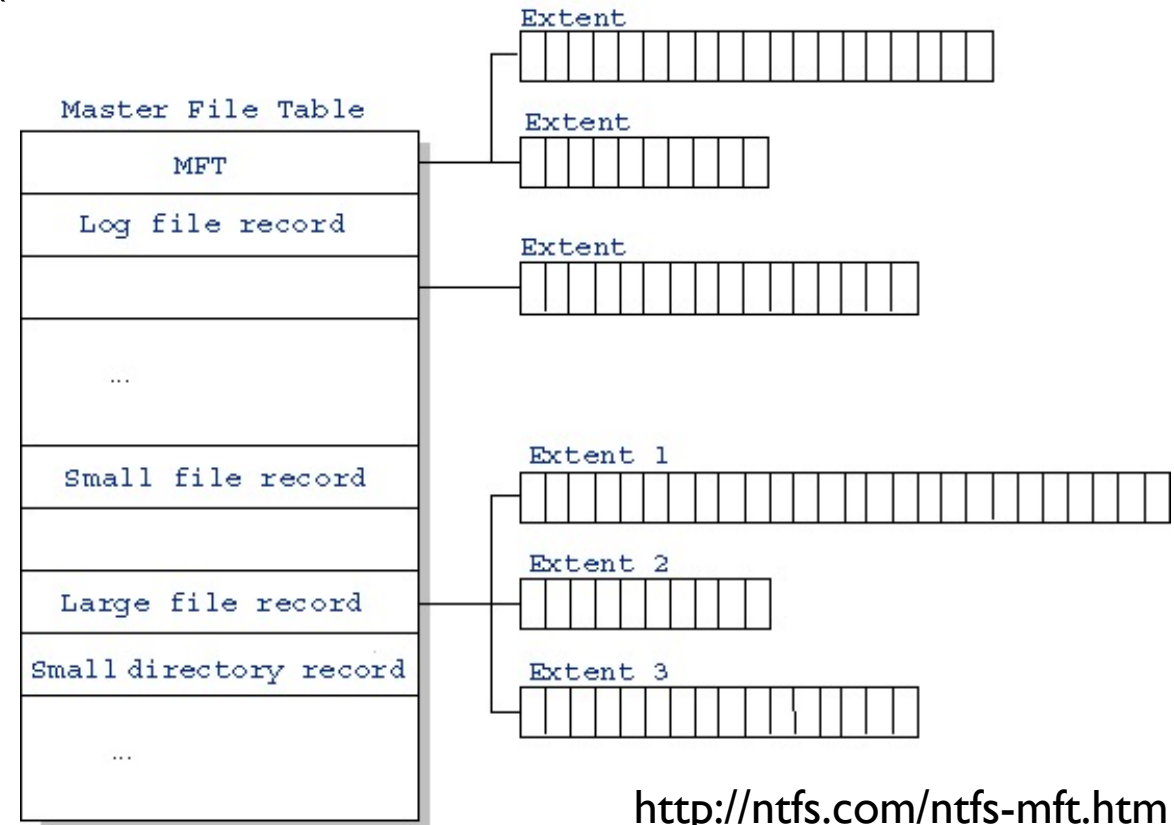 Extent
Master File Table
Extent
MFT
Log file record
Extent
...
Extent 1
Small file record
Extent 2
Large file record
Small directory record
Extent 3
...
http://ntfs.com/ntfs-mft.htm